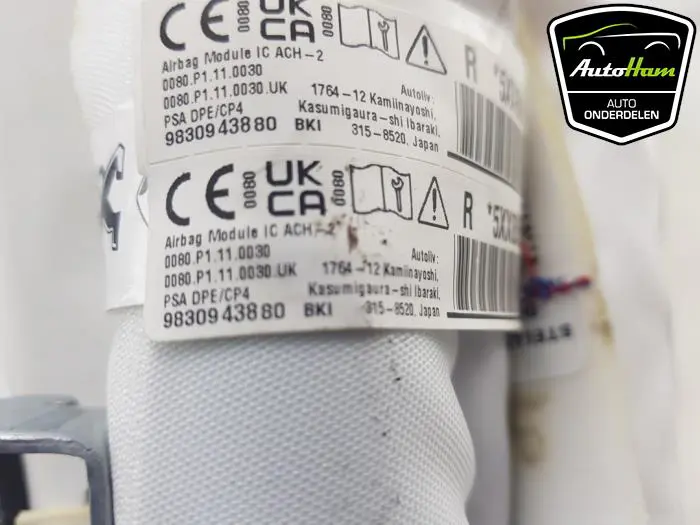 CE 0080 UK CA 0080
Airbag Module IC ACH-2
0080.P1.11.0030
0080.P1.11.0030.UK
PSA DPE/CP4
9830943880 BKI
Autoliv:
1764-12 Kamiinayoshi,
Kasumigaura-shi Ibaraki,
315-8520, Japan
R
CE 0080 UK CA 0080
Airbag Module IC ACH-2
0080.P1.11.0030
0080.P1.11.0030.UK
PSA DPE/CP4
9830943880 BKI
Autoliv:
1764-12 Kamiinayoshi,
Kasumigaura-shi Ibaraki,
315-8520, Japan
R
AutoHam
AUTO
ONDERDELEN